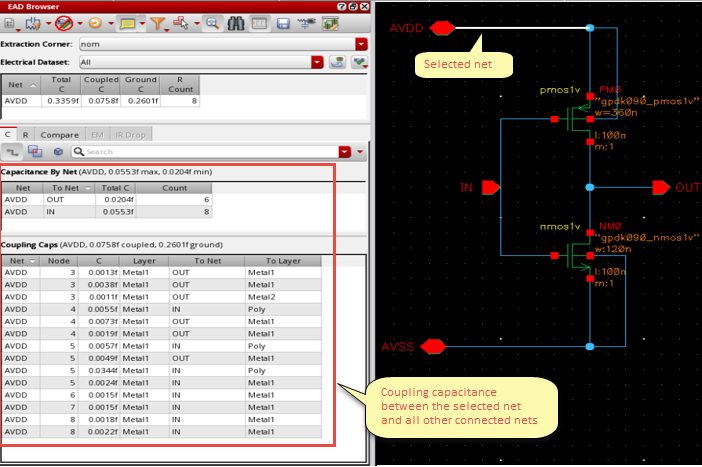 EAD Browser
Extraction Corner: nom
Electrical Dataset: All
Net Total C Coupled C Ground C R Count
AVDD 0.3359f 0.0758f 0.2601f 8
C R Compare EM IR Drop
Search
Capacitance By Net (AVDD, 0.0553f max, 0.0204f min)
Net To Net Total C Count
AVDD OUT 0.0204f 6
AVDD IN 0.0553f 8
Coupling Caps (AVDD, 0.0758f coupled, 0.2601f ground)
Net Node C Layer To Net To Layer
AVDD 3 0.0013f Metal1 OUT Metal1
AVDD 3 0.0038f Metal1 OUT Metal1
AVDD 3 0.0011f Metal1 OUT Metal2
AVDD 4 0.0055f Metal1 IN Poly
AVDD 4 0.0073f Metal1 OUT Metal1
AVDD 4 0.0019f Metal1 OUT Metal1
AVDD 5 0.0057f Metal1 IN Poly
AVDD 5 0.0049f Metal1 OUT Metal1
AVDD 5 0.0344f Metal1 IN Poly
AVDD 5 0.0024f Metal1 IN Metal1
AVDD 6 0.0015f Metal1 IN Metal1
AVDD 7 0.0015f Metal1 IN Metal1
AVDD 8 0.0018f Metal1 IN Metal1
AVDD 8 0.0022f Metal1 IN Metal1
AVDD
Selected net
pmos1v PM0
"gpdk090_pmos1v"
w=360n
l:100n
m:1
IN
OUT
nmos1v NM0
"gpdk090_nmos1v"
w:120n
l:100n
m:1
AVSS
Coupling capacitance
between the selected net
and all other connected nets